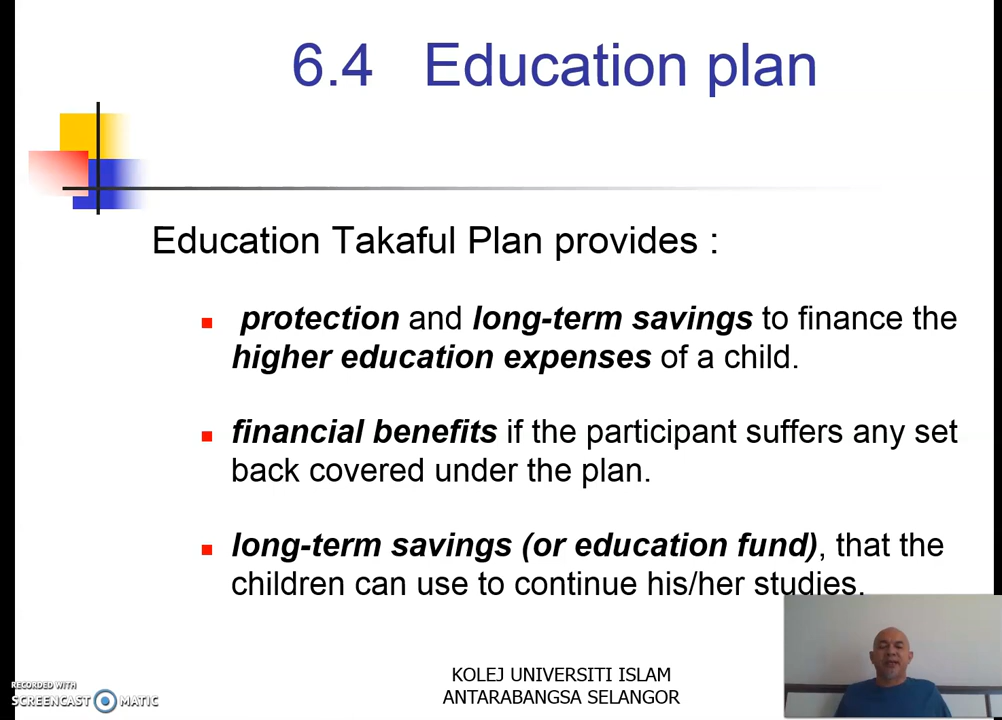 6.4 Education plan
Education Takaful Plan provides :
protection and long-term savings to finance the
higher education expenses of a child.
financial benefits if the participant suffers any set
back covered under the plan.
long-term savings (or education fund), that the
children can use to continue his/her studies.
KOLEJ UNIVERSITI ISLAM
ANTARABANGSA SELANGOR
RECORDED WITH
SCREENCAST MATIC